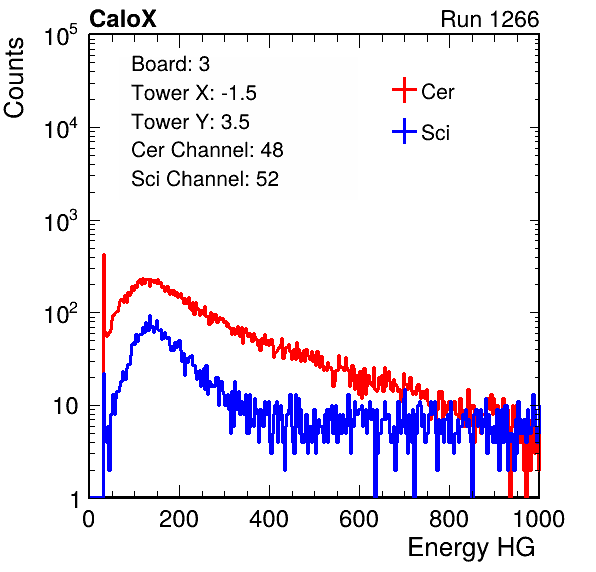 CaloX Run 1266
Counts
10^5
10^4
10^3
10^2
10
1
Board: 3
Tower X: -1.5
Tower Y: 3.5
Cer Channel: 48
Sci Channel: 52
Cer
Sci
0 200 400 600 800 1000
Energy HG